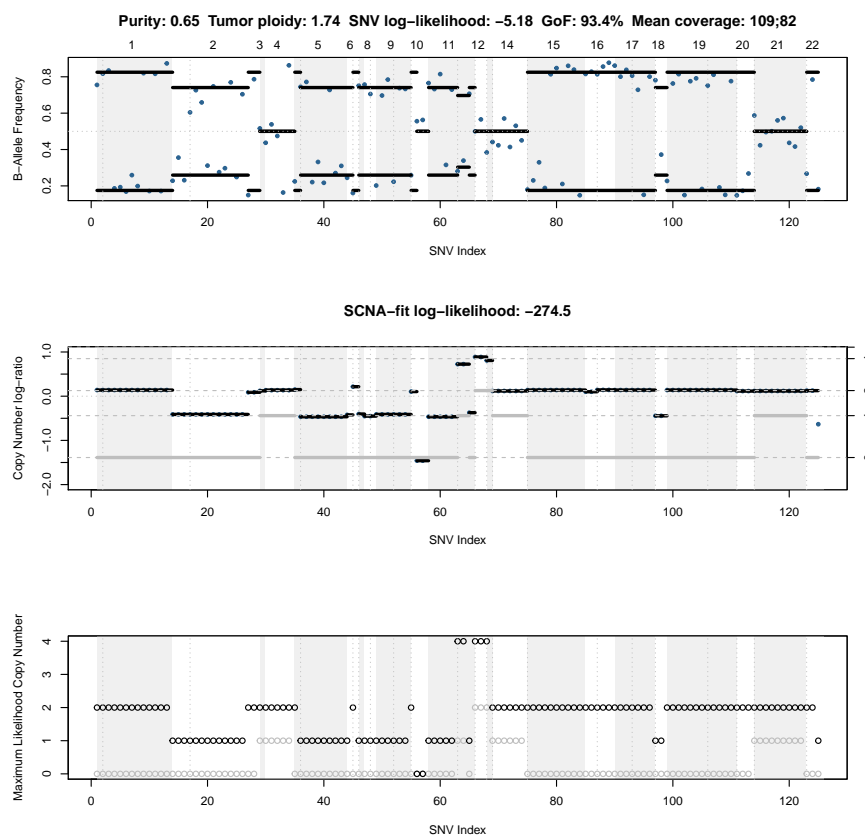 Purity: 0.65 Tumor ploidy: 1.74 SNV log−likelihood: −5.18 GoF: 93.4% Mean coverage: 109;82
1 2 3 4 5 6 8 9 10 11 12 14 15 16 17 18 19 20 21 22
B−Allele Frequency
0.8
0.6
0.4
0.2
0 20 40 60 80 100 120
SNV Index
SCNA−fit log−likelihood: −274.5
Copy Number log−ratio
1.0
0.0
−1.0
−2.0
0 20 40 60 80 100 120
SNV Index
Maximum Likelihood Copy Number
4
3
2
1
0
0 20 40 60 80 100 120
SNV Index